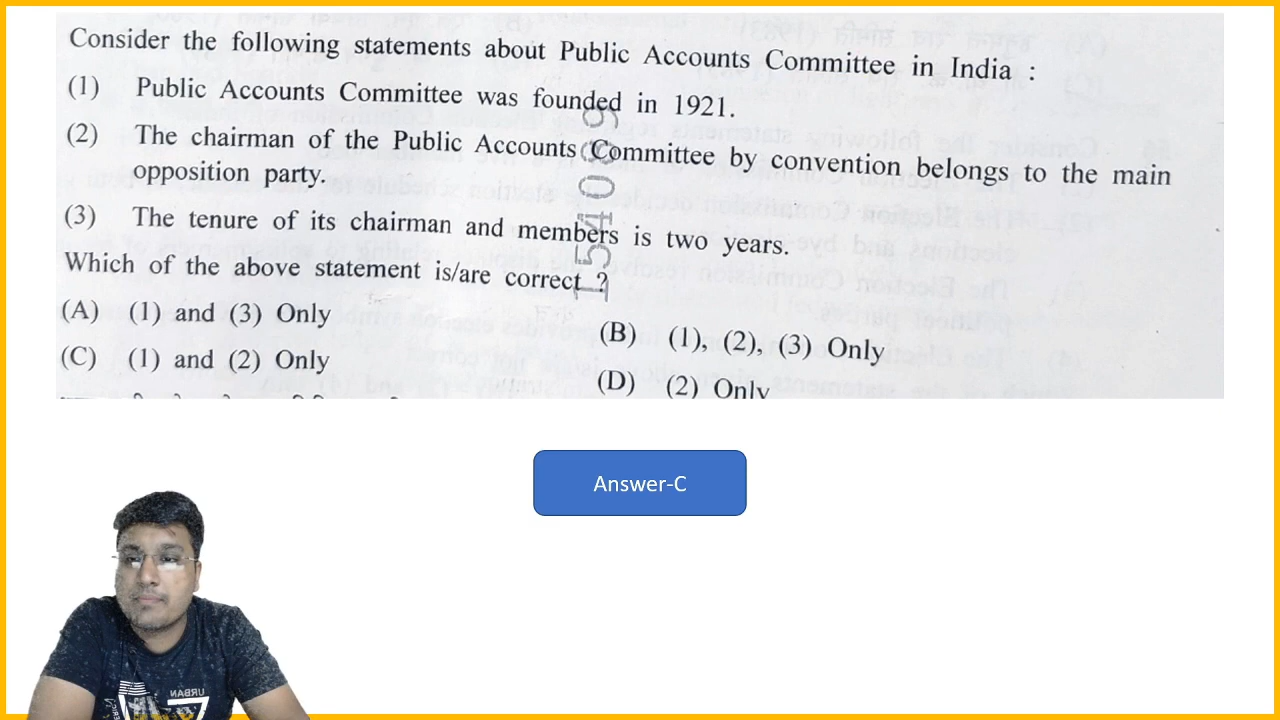 Consider the following statements about Public Accounts Committee in India :
(1) Public Accounts Committee was founded in 1921.
(2) The chairman of the Public Accounts Committee by convention belongs to the main
opposition party.
(3) The tenure of its chairman and members is two years.
Which of the above statement is/are correct ?
(A) (1) and (3) Only
(B) (1), (2), (3) Only
(C) (1) and (2) Only
(D) (2) Only
Answer-C
URBAN